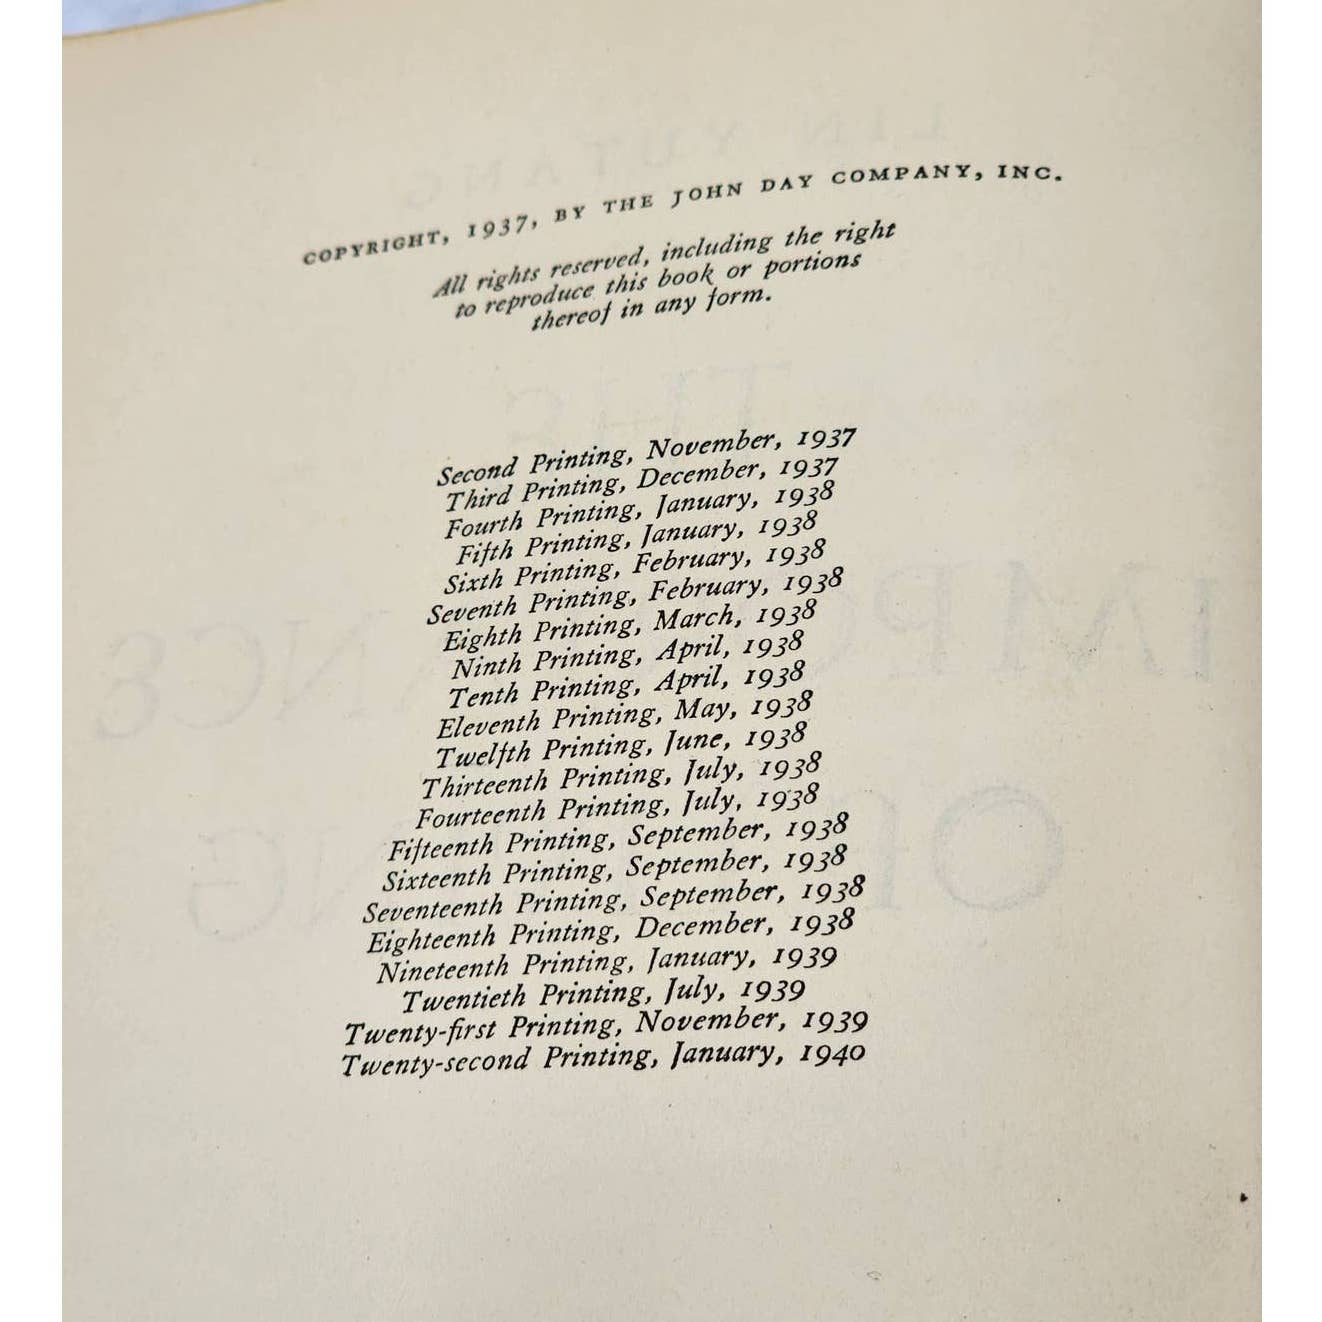 COPYRIGHT, 1937, BY THE JOHN DAY COMPANY, INC.
All rights reserved, including the right
to reproduce this book or portions
thereof in any form.
Second Printing, November, 1937
Third Printing, December, 1937
Fourth Printing, January, 1938
Fifth Printing, January, 1938
Sixth Printing, February, 1938
Seventh Printing, February, 1938
Eighth Printing, March, 1938
Ninth Printing, April, 1938
Tenth Printing, April, 1938
Eleventh Printing, May, 1938
Twelfth Printing, June, 1938
Thirteenth Printing, July, 1938
Fourteenth Printing, July, 1938
Fifteenth Printing, September, 1938
Sixteenth Printing, September, 1938
Seventeenth Printing, September, 1938
Eighteenth Printing, December, 1938
Nineteenth Printing, January, 1939
Twentieth Printing, July, 1939
Twenty-first Printing, November, 1939
Twenty-second Printing, January, 1940